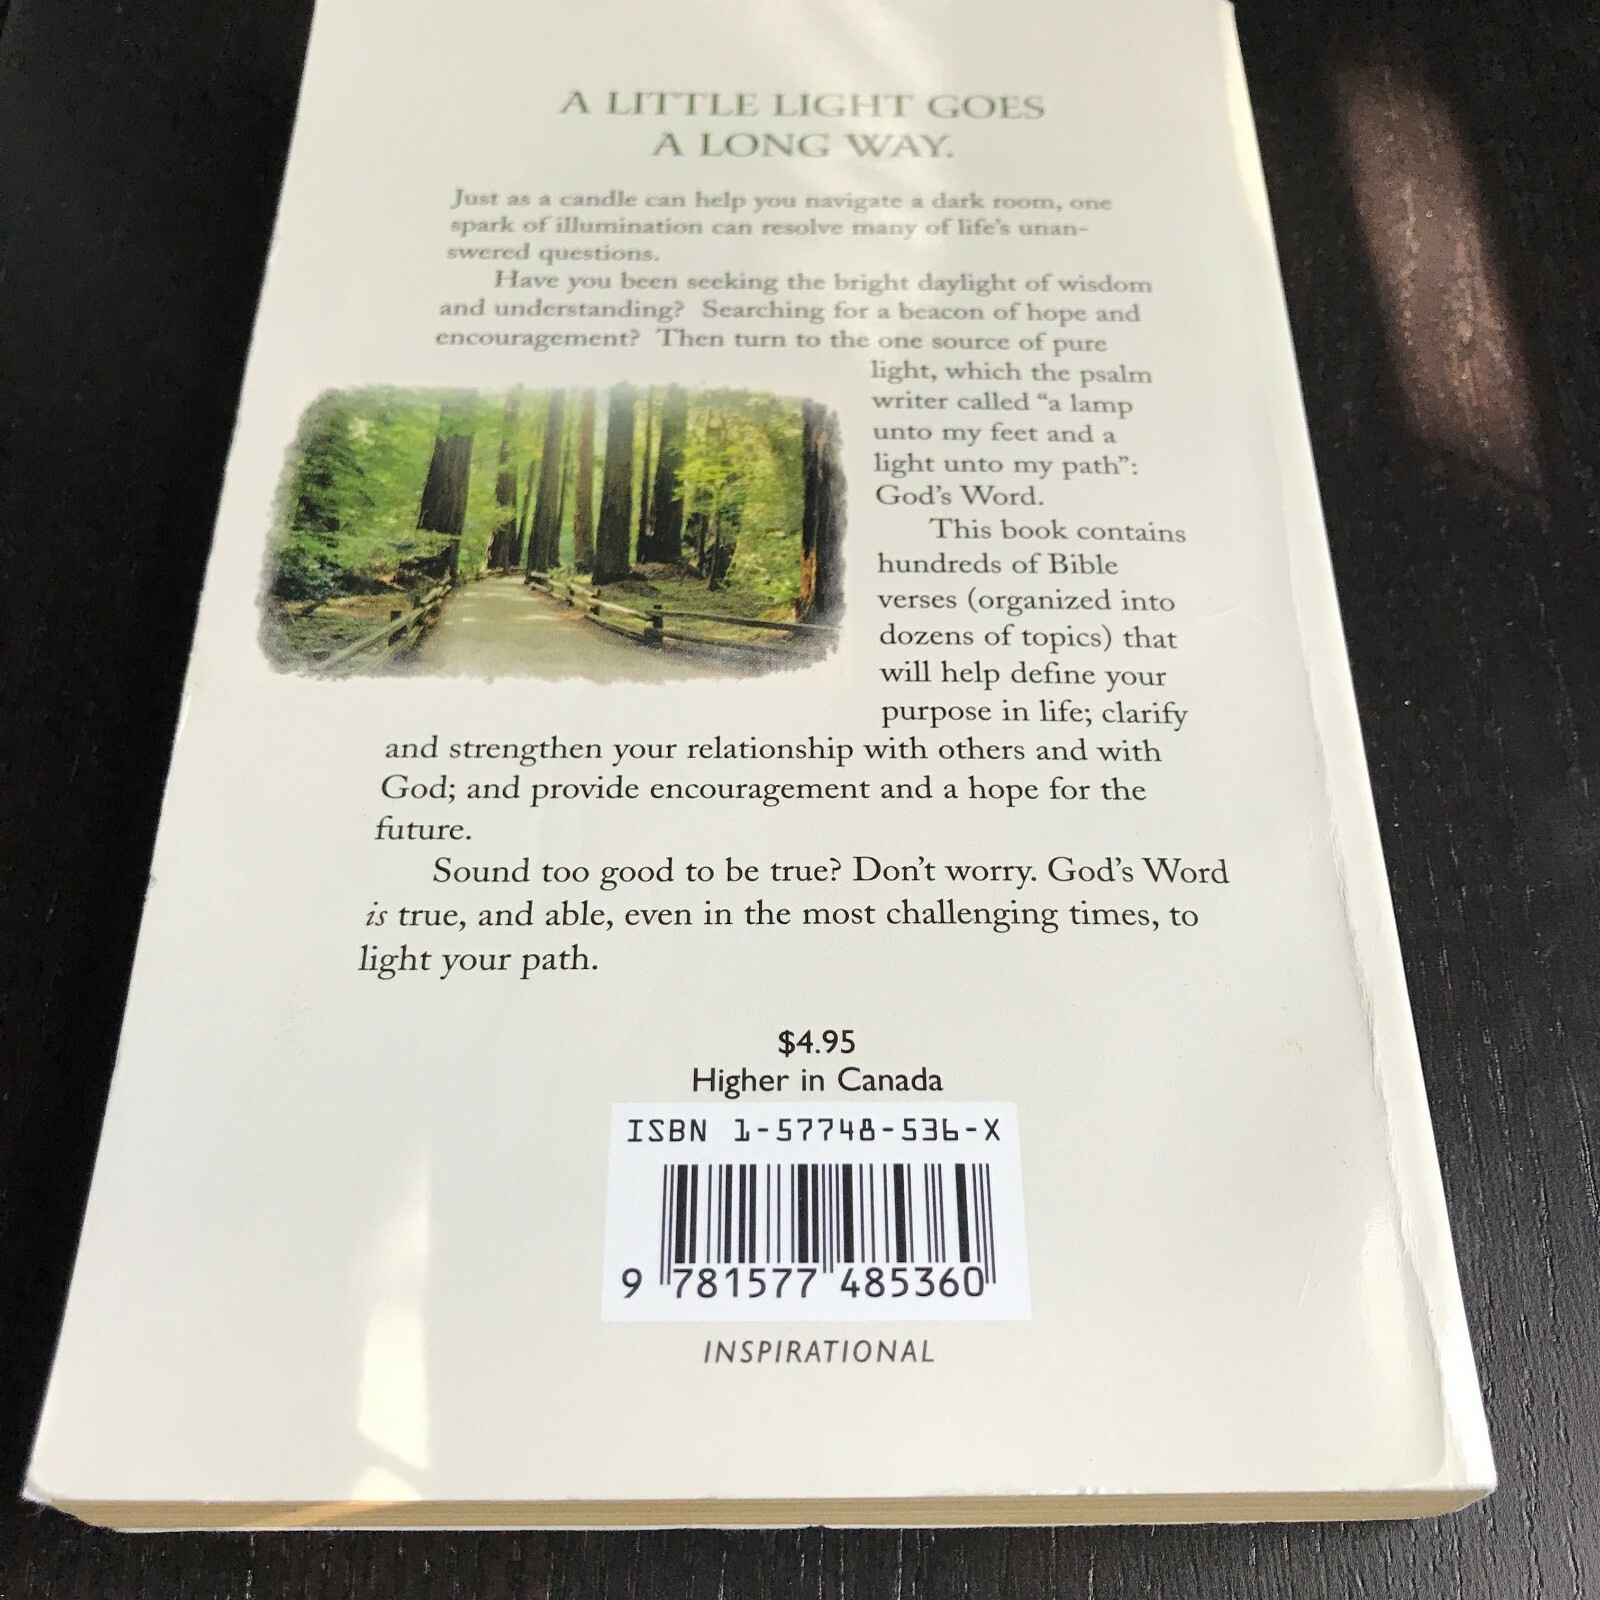 A LITTLE LIGHT GOES
A LONG WAY.
Just as a candle can help you navigate a dark room, one
spark of illumination can resolve many of life's unan-
swered questions.
Have you been seeking the bright daylight of wisdom
and understanding? Searching for a beacon of hope and
encouragement? Then turn to the one source of pure
light, which the psalm
writer called “a lamp
unto my feet and a
light unto my path”:
God's Word.
This book contains
hundreds of Bible
verses (organized into
dozens of topics) that
will help define your
purpose in life; clarify
and strengthen your relationship with others and with
God; and provide encouragement and a hope for the
future.
Sound too good to be true? Don't worry. God's Word
is true, and able, even in the most challenging times, to
light your path.
$4.95
Higher in Canada
ISBN 1-57748-536-X
9 781577 485360
INSPIRATIONAL